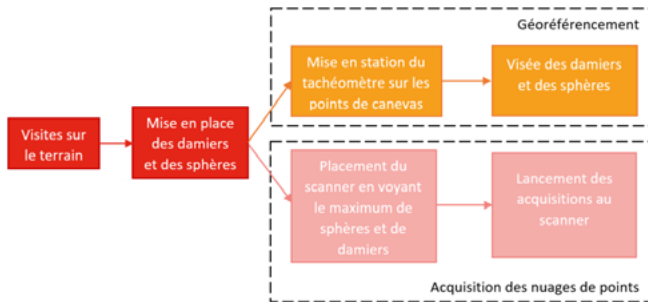 Géoréférencement
Mise en station du
tachéomètre sur les
points de canevas
Visée des damiers
et des sphères
Visites sur
le terrain
Mise en place
des damiers
et des sphères
Placement du
scanner en voyant
le maximum de
sphères et de
damiers
Lancement des
acquisitions au
scanner
Acquisition des nuages de points